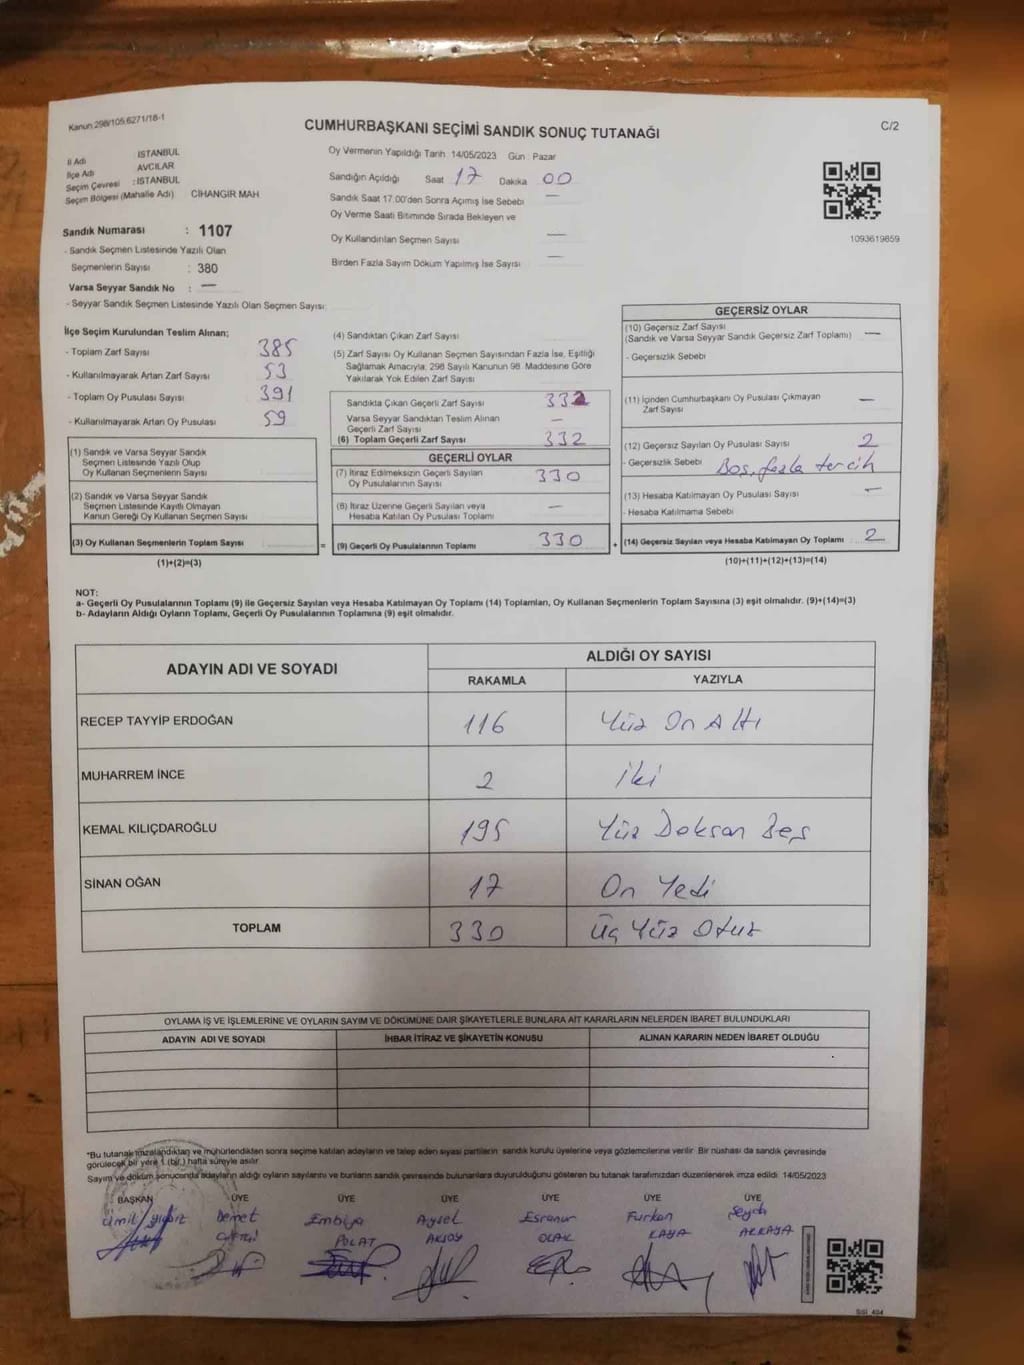 Kanun:298/105,6271/18-1
CUMHURBAŞKANI SEÇİMİ SANDIK SONUÇ TUTANAĞI
C/2
İl Adı : İSTANBUL
İlçe Adı : AVCILAR
Seçim Çevresi : İSTANBUL
Seçim Bölgesi (Mahalle Adı) : CİHANGİR MAH
Oy Vermenin Yapıldığı Tarih : 14/05/2023 Gün : Pazar
Sandığın Açıldığı Saat 17 Dakika 00
Sandık Saat 17.00'den Sonra Açılmış İse Sebebi —
Oy Verme Saati Bitiminde Sırada Bekleyen ve
Oy Kullandırılan Seçmen Sayısı —
Birden Fazla Sayım Döküm Yapılmış İse Sayısı —
1093619859
Sandık Numarası : 1107
- Sandık Seçmen Listesinde Yazılı Olan
Seçmenlerin Sayısı : 380
Varsa Seyyar Sandık No : —
- Seyyar Sandık Seçmen Listesinde Yazılı Olan Seçmen Sayısı:
İlçe Seçim Kurulundan Teslim Alınan;
- Toplam Zarf Sayısı 385
- Kullanılmayarak Artan Zarf Sayısı 53
- Toplam Oy Pusulası Sayısı 391
- Kullanılmayarak Artan Oy Pusulası 59
(1) Sandık ve Varsa Seyyar Sandık
Seçmen Listesinde Yazılı Olup
Oy Kullanan Seçmenlerin Sayısı
(2) Sandık ve Varsa Seyyar Sandık
Seçmen Listesinde Kayıtlı Olmayan
Kanun Gereği Oy Kullanan Seçmen Sayısı
(3) Oy Kullanan Seçmenlerin Toplam Sayısı =
(1)+(2)=(3)
(4) Sandıktan Çıkan Zarf Sayısı
(5) Zarf Sayısı Oy Kullanan Seçmen Sayısından Fazla İse, Eşitliği
Sağlamak Amacıyla, 298 Sayılı Kanunun 98. Maddesine Göre
Yakılarak Yok Edilen Zarf Sayısı
Sandıkta Çıkan Geçerli Zarf Sayısı 332
Varsa Seyyar Sandıktan Teslim Alınan
Geçerli Zarf Sayısı —
(6) Toplam Geçerli Zarf Sayısı 332
GEÇERLİ OYLAR
(7) İtiraz Edilmeksizin Geçerli Sayılan
Oy Pusulalarının Sayısı 330
(8) İtiraz Üzerine Geçerli Sayılan veya
Hesaba Katılan Oy Pusulası Toplamı —
(9) Geçerli Oy Pusulalarının Toplamı 330 +
GEÇERSİZ OYLAR
(10) Geçersiz Zarf Sayısı
(Sandık ve Varsa Seyyar Sandık Geçersiz Zarf Toplamı) —
- Geçersizlik Sebebi
(11) İçinden Cumhurbaşkanı Oy Pusulası Çıkmayan
Zarf Sayısı —
(12) Geçersiz Sayılan Oy Pusulası Sayısı 2
- Geçersizlik Sebebi Boş, fazla tercih
(13) Hesaba Katılmayan Oy Pusulası Sayısı —
- Hesaba Katılmama Sebebi
(14) Geçersiz Sayılan veya Hesaba Katılmayan Oy Toplamı 2
(10)+(11)+(12)+(13)=(14)
NOT:
a- Geçerli Oy Pusulalarının Toplamı (9) ile Geçersiz Sayılan veya Hesaba Katılmayan Oy Toplamı (14) Toplamları, Oy Kullanan Seçmenlerin Toplam Sayısına (3) eşit olmalıdır. (9)+(14)=(3)
b- Adayların Aldığı Oyların Toplamı, Geçerli Oy Pusulalarının Toplamına (9) eşit olmalıdır.
ADAYIN ADI VE SOYADI
ALDIĞI OY SAYISI
RAKAMLA YAZIYLA
RECEP TAYYİP ERDOĞAN 116 Yüz On Altı
MUHARREM İNCE 2 iki
KEMAL KILIÇDAROĞLU 195 Yüz Doksan Beş
SİNAN OĞAN 17 On Yedi
TOPLAM 330 Üç Yüz Otuz
OYLAMA İŞ VE İŞLEMLERİNE VE OYLARIN SAYIM VE DÖKÜMÜNE DAİR ŞİKAYETLERLE BUNLARA AİT KARARLARIN NELERDEN İBARET BULUNDUKLARI
ADAYIN ADI VE SOYADI İHBAR İTİRAZ VE ŞİKAYETİN KONUSU ALINAN KARARIN NEDEN İBARET OLDUĞU
*Bu tutanak imzalandıktan ve mühürlendikten sonra seçime katılan adayların ve talep eden siyasi partilerin sandık kurulu üyelerine veya gözlemcilerine verilir. Bir nüshası da sandık çevresinde
görülecek bir yere 1 (bir) hafta süreyle asılır.
Sayım ve döküm sonucunda adayların aldığı oyların sayılarını ve bunların sandık çevresinde bulunanlara duyurulduğunu gösteren bu tutanak tarafımızdan düzenlenerek imza edildi. 14/05/2023
BAŞKAN ÜYE ÜYE ÜYE ÜYE ÜYE ÜYE
Ümit Demet Embiya Aysel Esranur Furkan
POLAT AKSOY OLAK KAYA AKKAYA